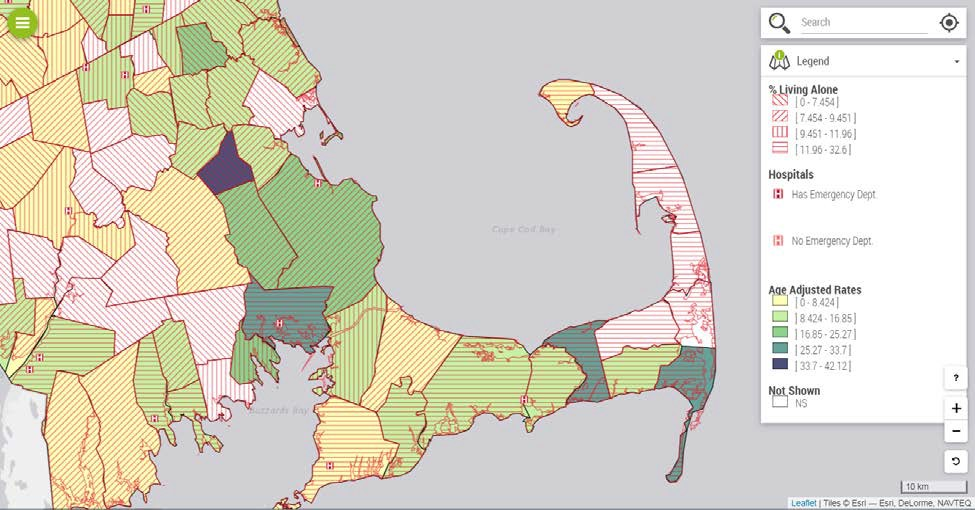 Search
Legend
% Living Alone
[ 0 - 7.454 ]
[ 7.454 - 9.451 ]
[ 9.451 - 11.96 ]
[ 11.96 - 32.6 ]
Hospitals
H Has Emergency Dept.
H No Emergency Dept.
Age Adjusted Rates
[ 0 - 8.424 ]
[ 8.424 - 16.85 ]
[ 16.85 - 25.27 ]
[ 25.27 - 33.7 ]
[ 33.7 - 42.12 ]
Not Shown
NS
Cape Cod Bay
Buzzards Bay
?
+
−
10 km
Leaflet | Tiles © Esri — Esri, DeLorme, NAVTEQ